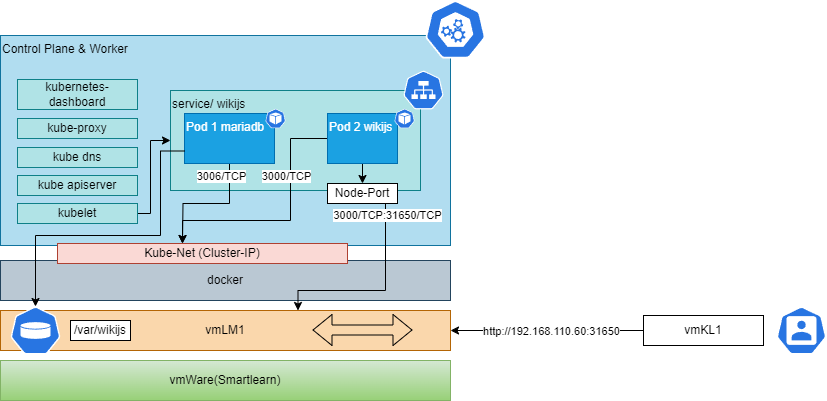 Control Plane & Worker
kubernetes-
dashboard
kube-proxy
kube dns
kube apiserver
kubelet
service/ wikijs
Pod 1 mariadb
Pod 2 wikijs
3006/TCP
3000/TCP
Node-Port
3000/TCP:31650/TCP
Kube-Net (Cluster-IP)
docker
/var/wikijs
vmLM1
http://192.168.110.60:31650
vmKL1
vmWare(Smartlearn)